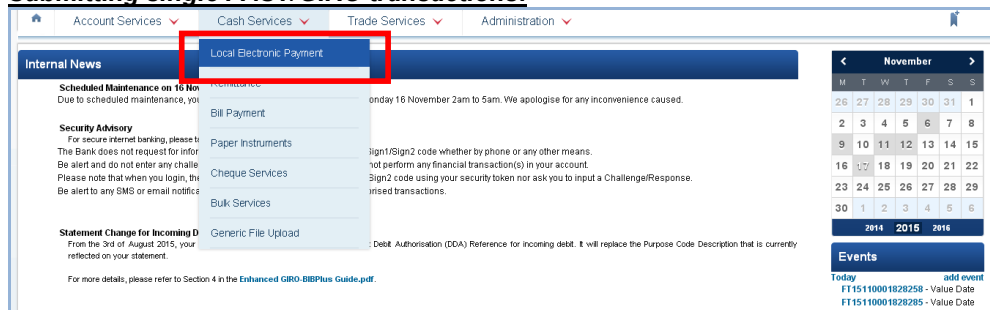 Submitting single FAST/GIRO transactions:
Account Services
Cash Services
Trade Services
Administration
Local Electronic Payment
Remittance
Bill Payment
Paper Instruments
Cheque Services
Bulk Services
Generic File Upload
Internal News
Scheduled Maintenance on 16 Nov
Due to scheduled maintenance, you onday 16 November 2am to 5am. We apologise for any inconvenience caused.
Security Advisory
For secure internet banking, please ta
The Bank does not request for infor Sign1/Sign2 code whether by phone or any other means.
Be alert and do not enter any challe not perform any financial transaction(s) in your account.
Please note that when you login, the Sign2 code using your security token nor ask you to input a Challenge/Response.
Be alert to any SMS or email notifica rised transactions.
Statement Change for Incoming D
From the 3rd of August 2015, your Debit Authorisation (DDA) Reference for incoming debit. It will replace the Purpose Code Description that is currently
reflected on your statement.
For more details, please refer to Section 4 in the Enhanced GIRO-BIBPlus Guide.pdf.
< November >
M T W T F S S
26 27 28 29 30 31 1
2 3 4 5 6 7 8
9 10 11 12 13 14 15
16 17 18 19 20 21 22
23 24 25 26 27 28 29
30 1 2 3 4 5 6
2014 2015 2016
Events
Today add event
FT15110001828258 - Value Date
FT15110001828285 - Value Date